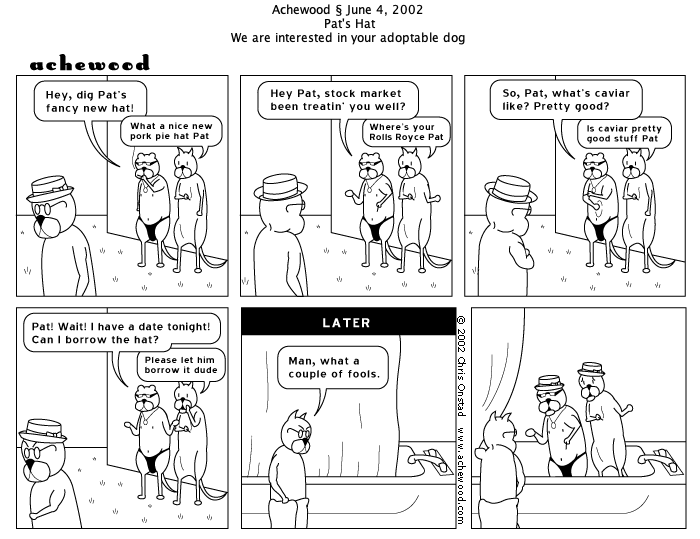 Achewood § June 4, 2002
Pat's Hat
We are interested in your adoptable dog
achewood
Hey, dig Pat's
fancy new hat!
What a nice new
pork pie hat Pat
Hey Pat, stock market
been treatin' you well?
Where's your
Rolls Royce Pat
So, Pat, what's caviar
like? Pretty good?
Is caviar pretty
good stuff Pat
Pat! Wait! I have a date tonight!
Can I borrow the hat?
Please let him
borrow it dude
LATER
Man, what a
couple of fools.
© 2002 Chris Onstad www.achewood.com